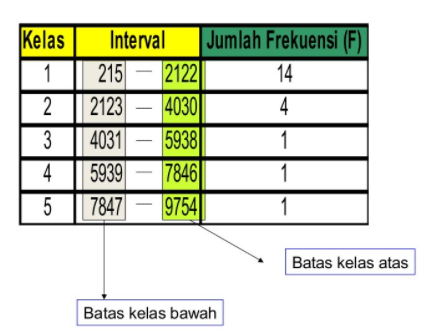 Kelas Interval Jumlah Frekuensi (F)
1 215 — 2122 14
2 2123 — 4030 4
3 4031 — 5938 1
4 5939 — 7846 1
5 7847 — 9754 1
Batas kelas atas
Batas kelas bawah